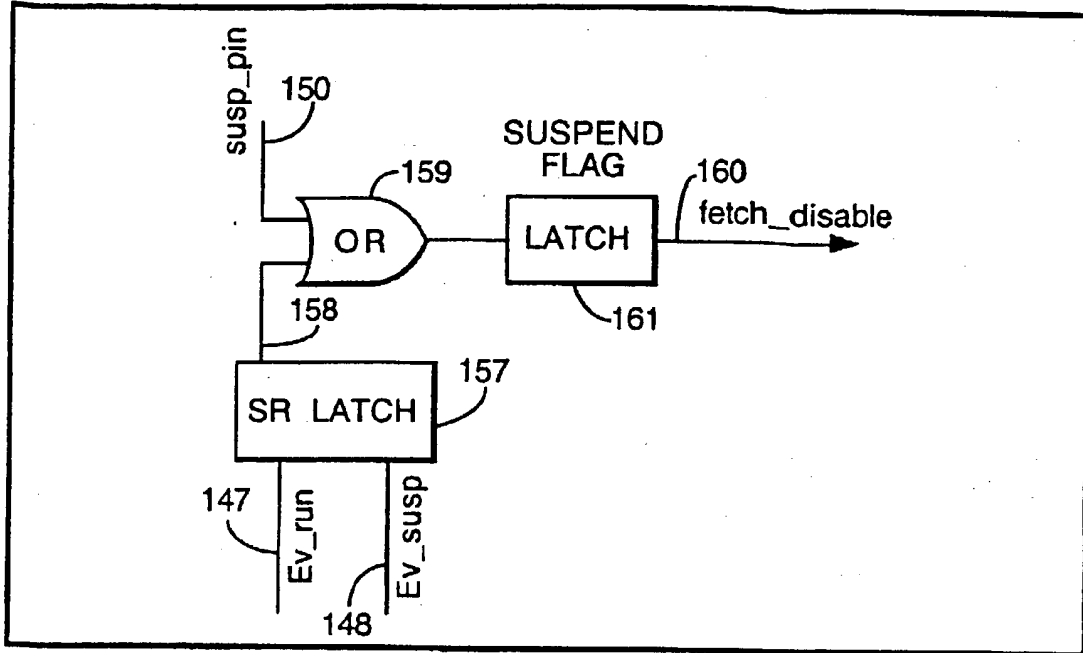 susp_pin
150
159
OR
SUSPEND
FLAG
LATCH
161
160
fetch_disable
158
SR LATCH
157
147
Ev_run
Ev_susp
148